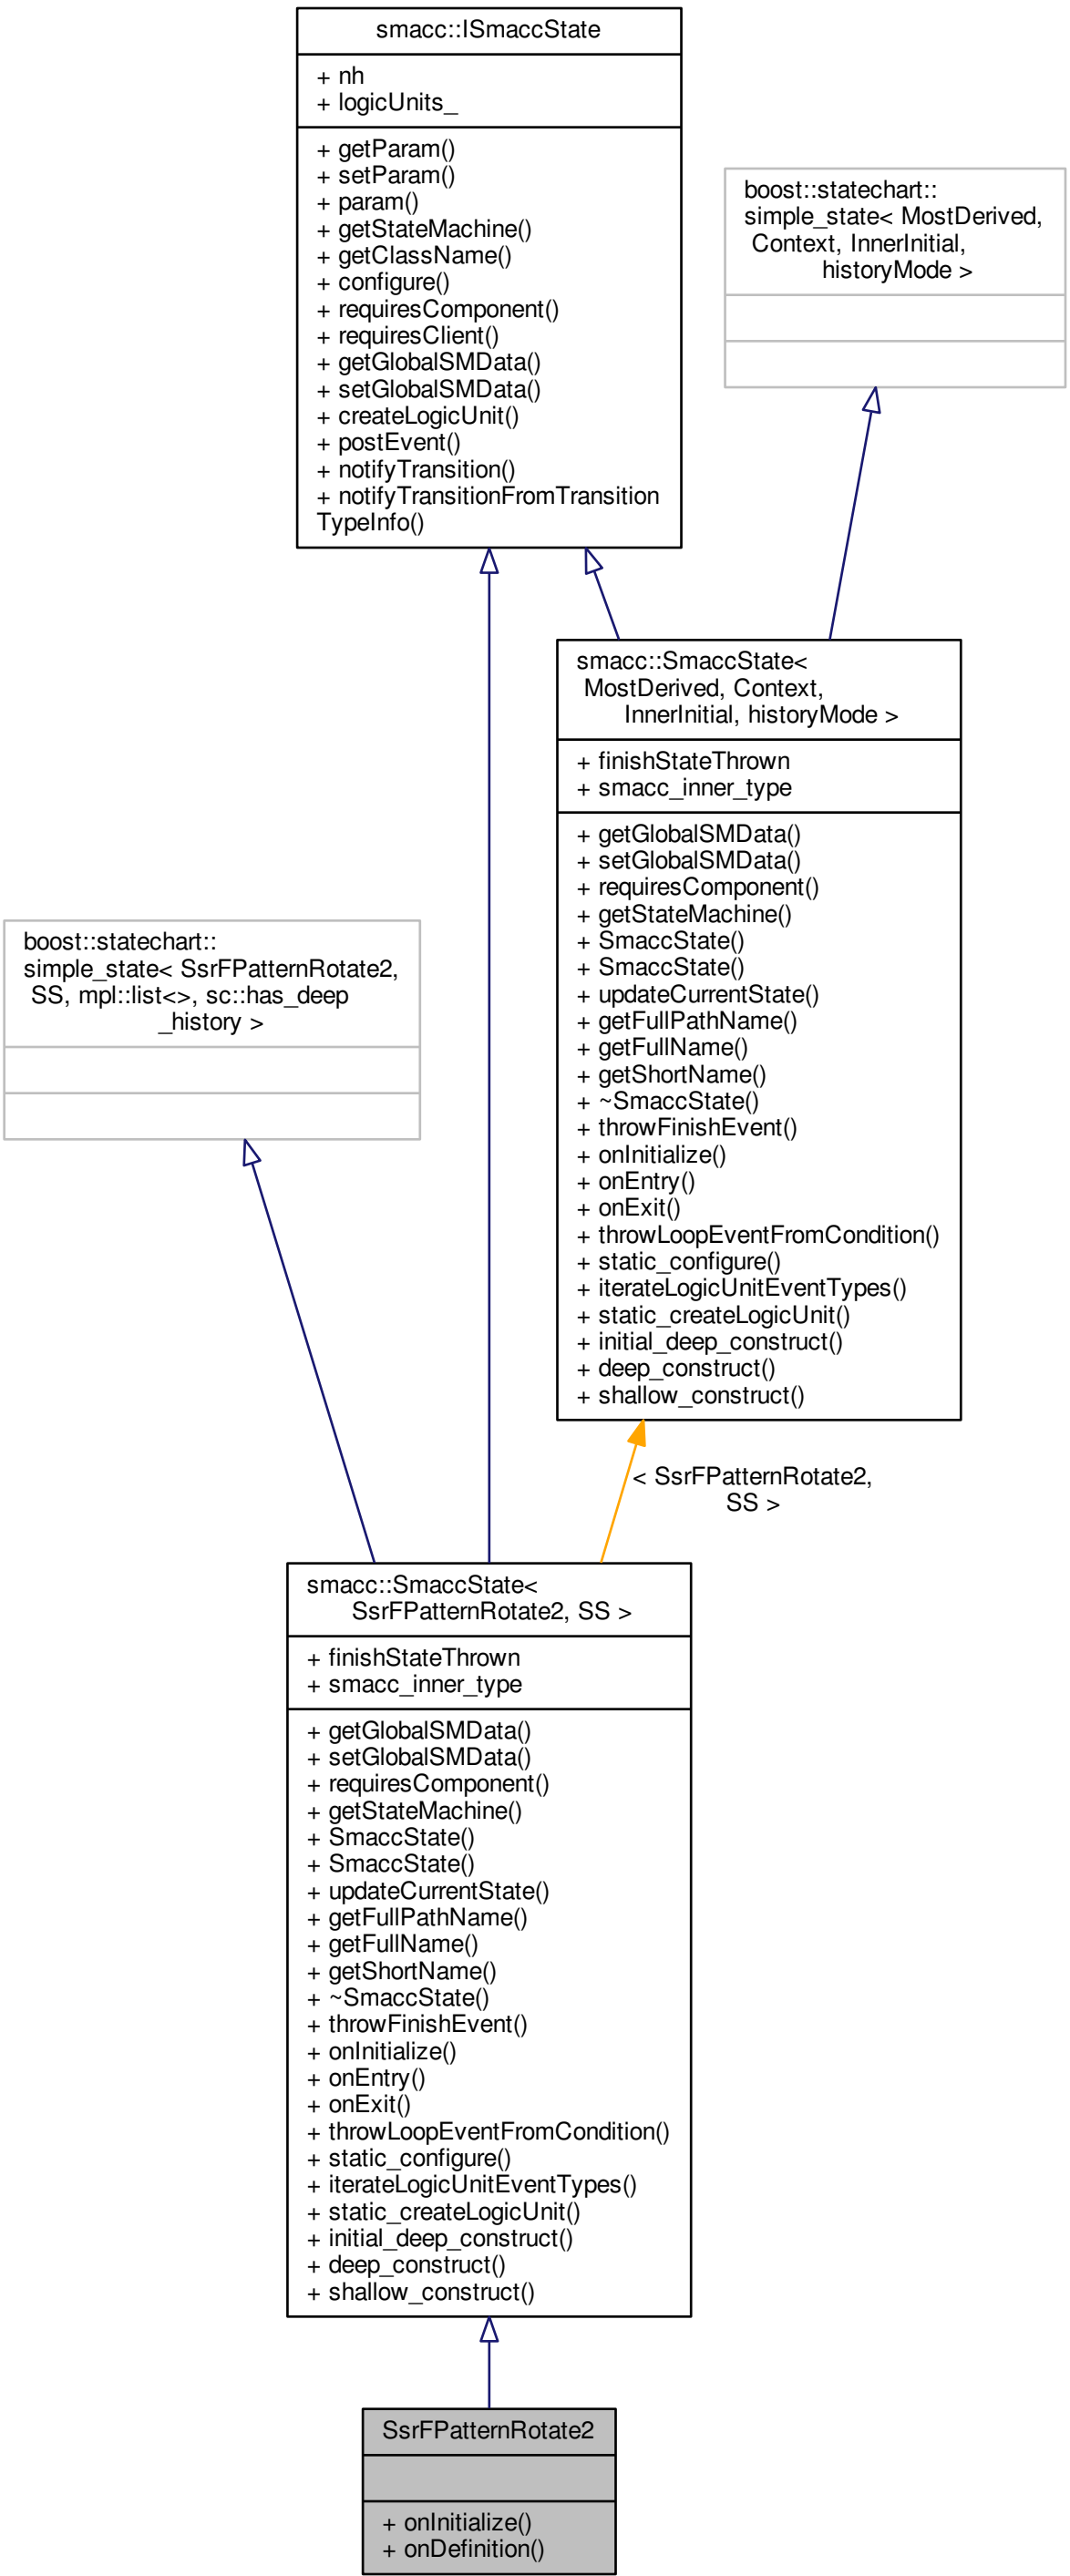 smacc::ISmaccState
+ nh
+ logicUnits_
+ getParam()
+ setParam()
+ param()
+ getStateMachine()
+ getClassName()
+ configure()
+ requiresComponent()
+ requiresClient()
+ getGlobalSMData()
+ setGlobalSMData()
+ createLogicUnit()
+ postEvent()
+ notifyTransition()
+ notifyTransitionFromTransition
TypeInfo()
boost::statechart::
simple_state< MostDerived,
Context, InnerInitial,
historyMode >
smacc::SmaccState<
MostDerived, Context,
InnerInitial, historyMode >
+ finishStateThrown
+ smacc_inner_type
+ getGlobalSMData()
+ setGlobalSMData()
+ requiresComponent()
+ getStateMachine()
+ SmaccState()
+ SmaccState()
+ updateCurrentState()
+ getFullPathName()
+ getFullName()
+ getShortName()
+ ~SmaccState()
+ throwFinishEvent()
+ onInitialize()
+ onEntry()
+ onExit()
+ throwLoopEventFromCondition()
+ static_configure()
+ iterateLogicUnitEventTypes()
+ static_createLogicUnit()
+ initial_deep_construct()
+ deep_construct()
+ shallow_construct()
boost::statechart::
simple_state< SsrFPatternRotate2,
SS, mpl::list<>, sc::has_deep
_history >
< SsrFPatternRotate2,
SS >
smacc::SmaccState<
SsrFPatternRotate2, SS >
+ finishStateThrown
+ smacc_inner_type
+ getGlobalSMData()
+ setGlobalSMData()
+ requiresComponent()
+ getStateMachine()
+ SmaccState()
+ SmaccState()
+ updateCurrentState()
+ getFullPathName()
+ getFullName()
+ getShortName()
+ ~SmaccState()
+ throwFinishEvent()
+ onInitialize()
+ onEntry()
+ onExit()
+ throwLoopEventFromCondition()
+ static_configure()
+ iterateLogicUnitEventTypes()
+ static_createLogicUnit()
+ initial_deep_construct()
+ deep_construct()
+ shallow_construct()
SsrFPatternRotate2
+ onInitialize()
+ onDefinition()